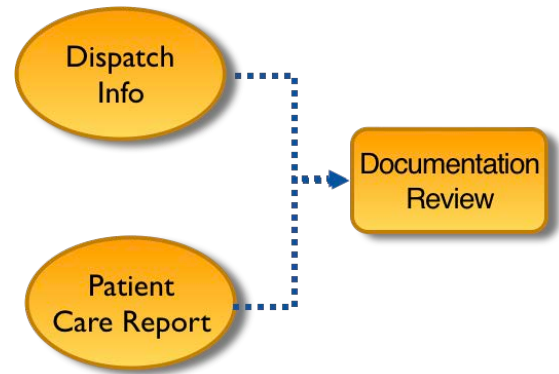 Dispatch
Info
Documentation
Review
Patient
Care Report